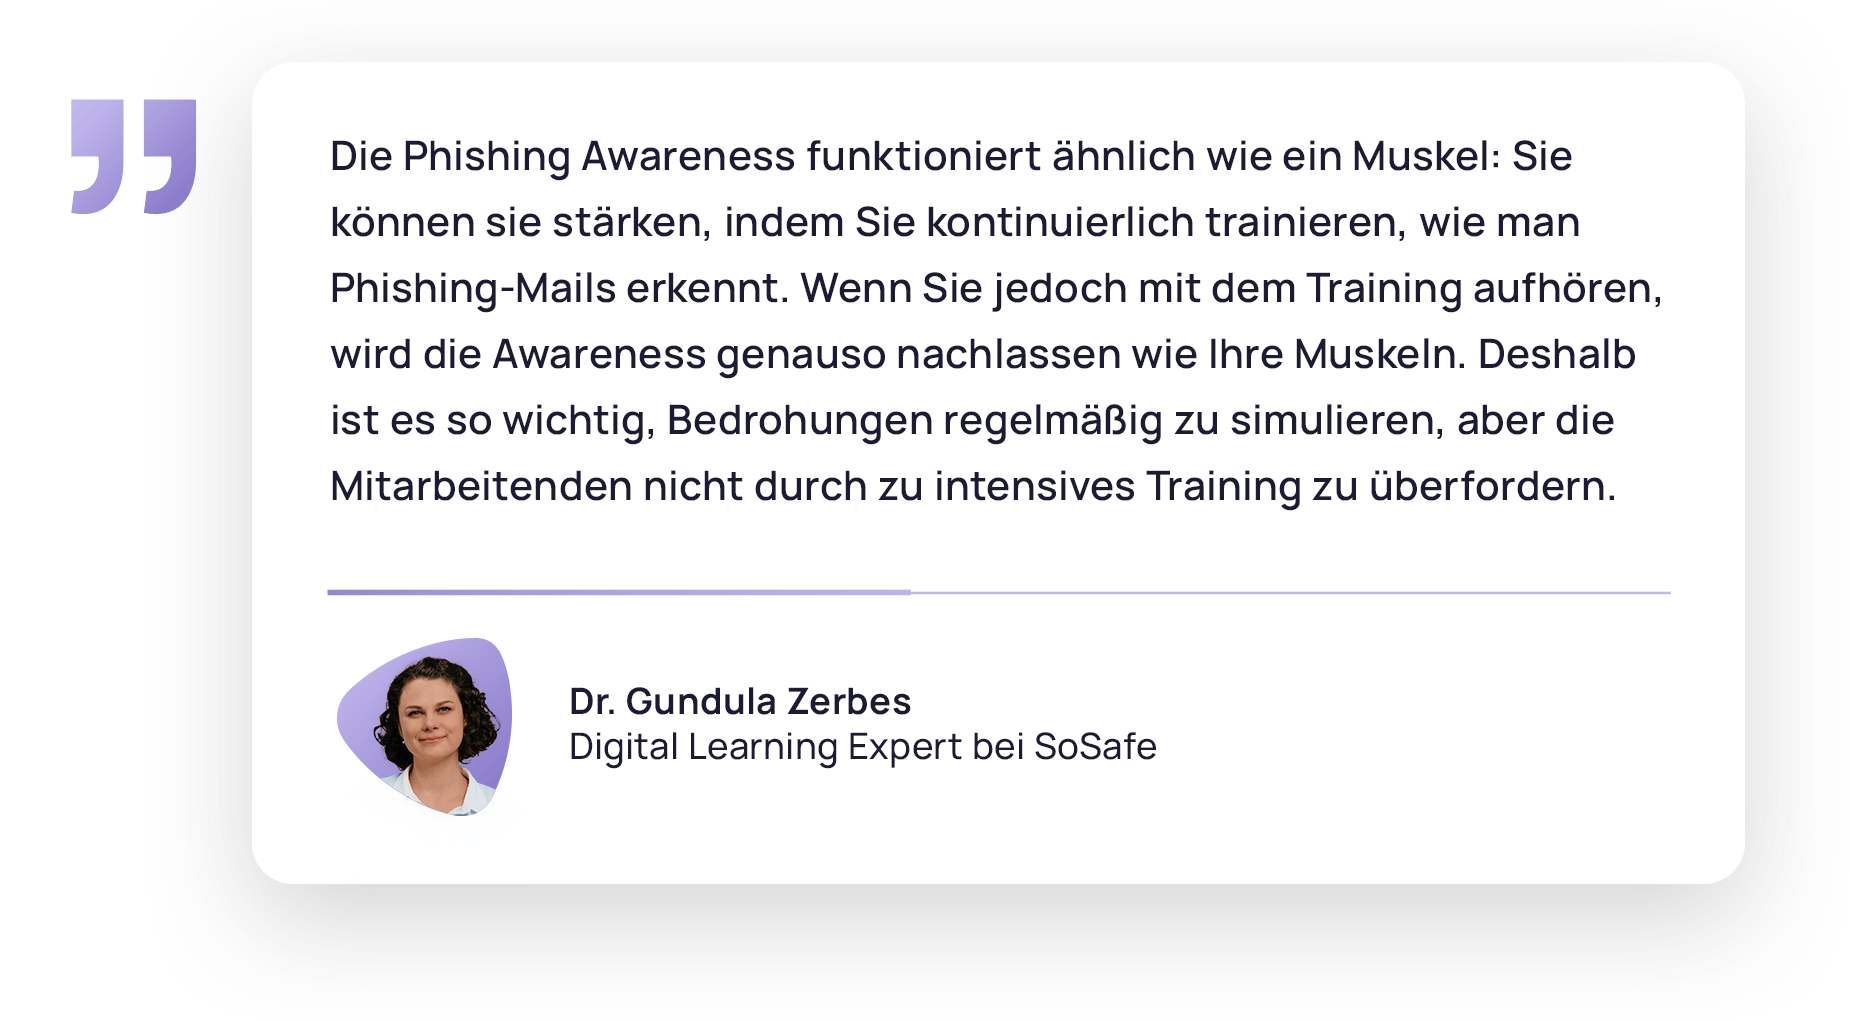 Die Phishing Awareness funktioniert ähnlich wie ein Muskel: Sie
können sie stärken, indem Sie kontinuierlich trainieren, wie man
Phishing-Mails erkennt. Wenn Sie jedoch mit dem Training aufhören,
wird die Awareness genauso nachlassen wie Ihre Muskeln. Deshalb
ist es so wichtig, Bedrohungen regelmäßig zu simulieren, aber die
Mitarbeitenden nicht durch zu intensives Training zu überfordern.
Dr. Gundula Zerbes
Digital Learning Expert bei SoSafe